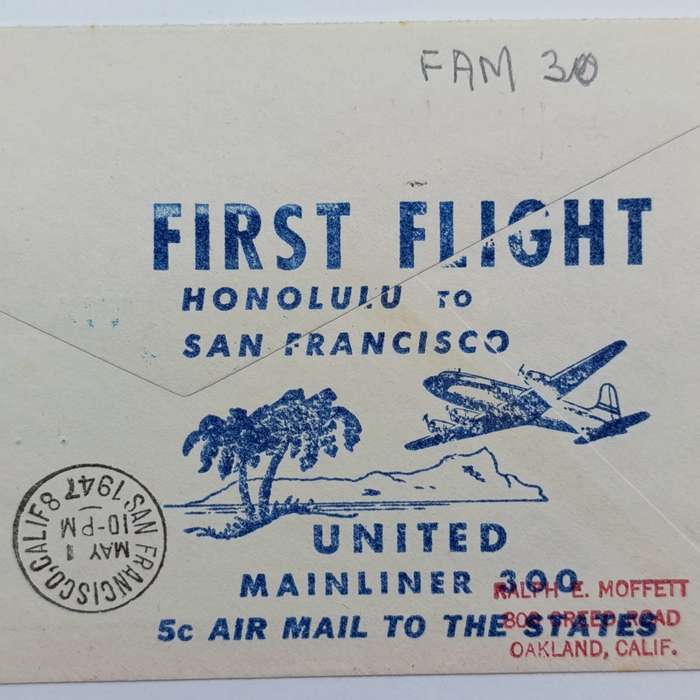 FAM 30
FIRST FLIGHT
HONOLULU TO
SAN FRANCISCO
UNITED
MAINLINER 300
5c AIR MAIL TO THE STATES
SAN FRANCISCO, CALIF 8
MAY 1
10-PM
1947
RALPH E. MOFFETT
ROAD
OAKLAND, CALIF.